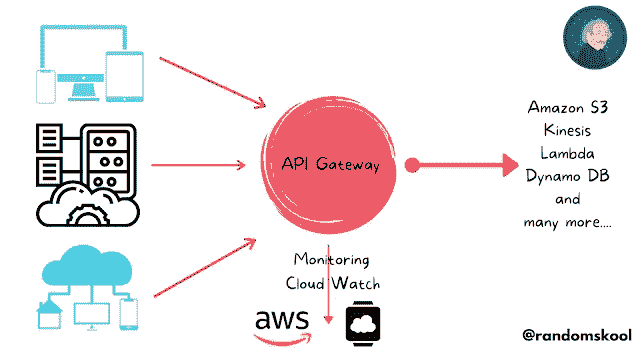 API Gateway
Amazon S3
Kinesis
Lambda
Dynamo DB
and
many more....
Monitoring
Cloud Watch
aws
@randomskool